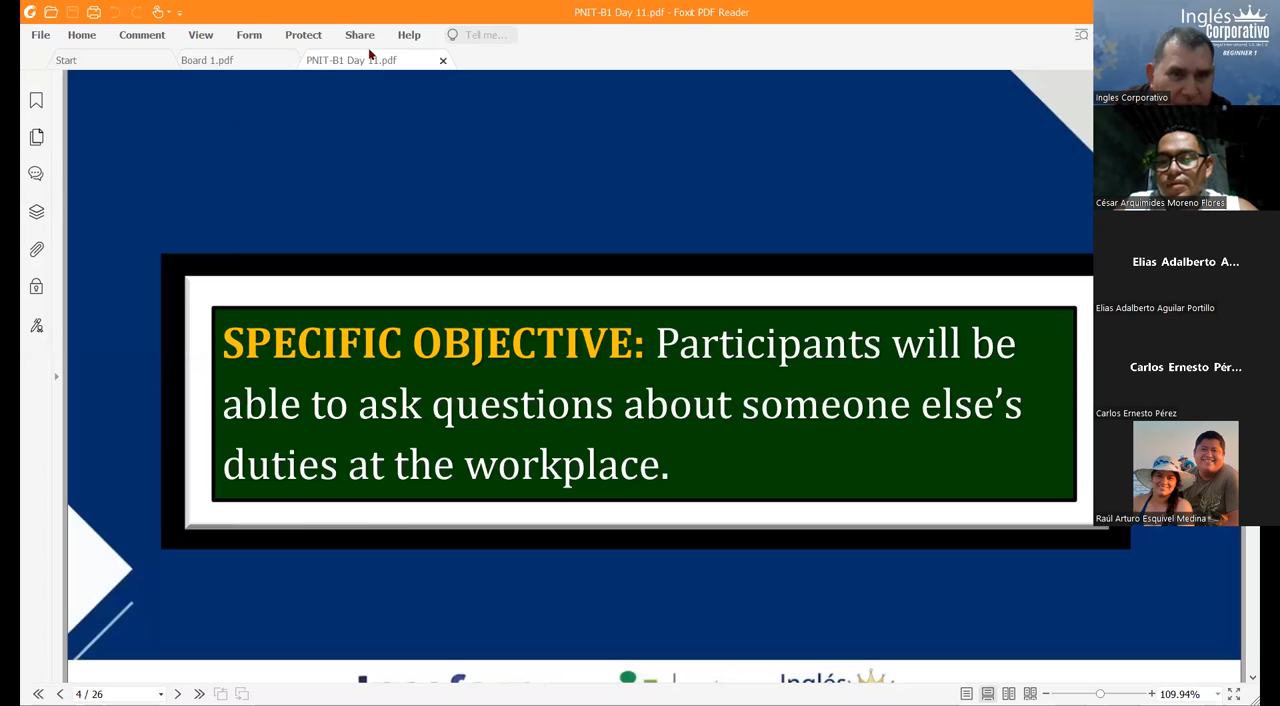 PNIT-B1 Day 11.pdf - Foxit PDF Reader
File Home Comment View Form Protect Share Help Tell me...
Start Board 1.pdf PNIT-B1 Day 11.pdf
SPECIFIC OBJECTIVE: Participants will be
able to ask questions about someone else's
duties at the workplace.
Inglés
Corporativo
BEGINNER 1
Ingles Corporativo
César Arquimides Moreno Flores
Elias Adalberto A...
Elias Adalberto Aguilar Portillo
Carlos Ernesto Pér...
Carlos Ernesto Pérez
Raúl Arturo Esquivel Medina
Inglés
4 / 26
109.94%